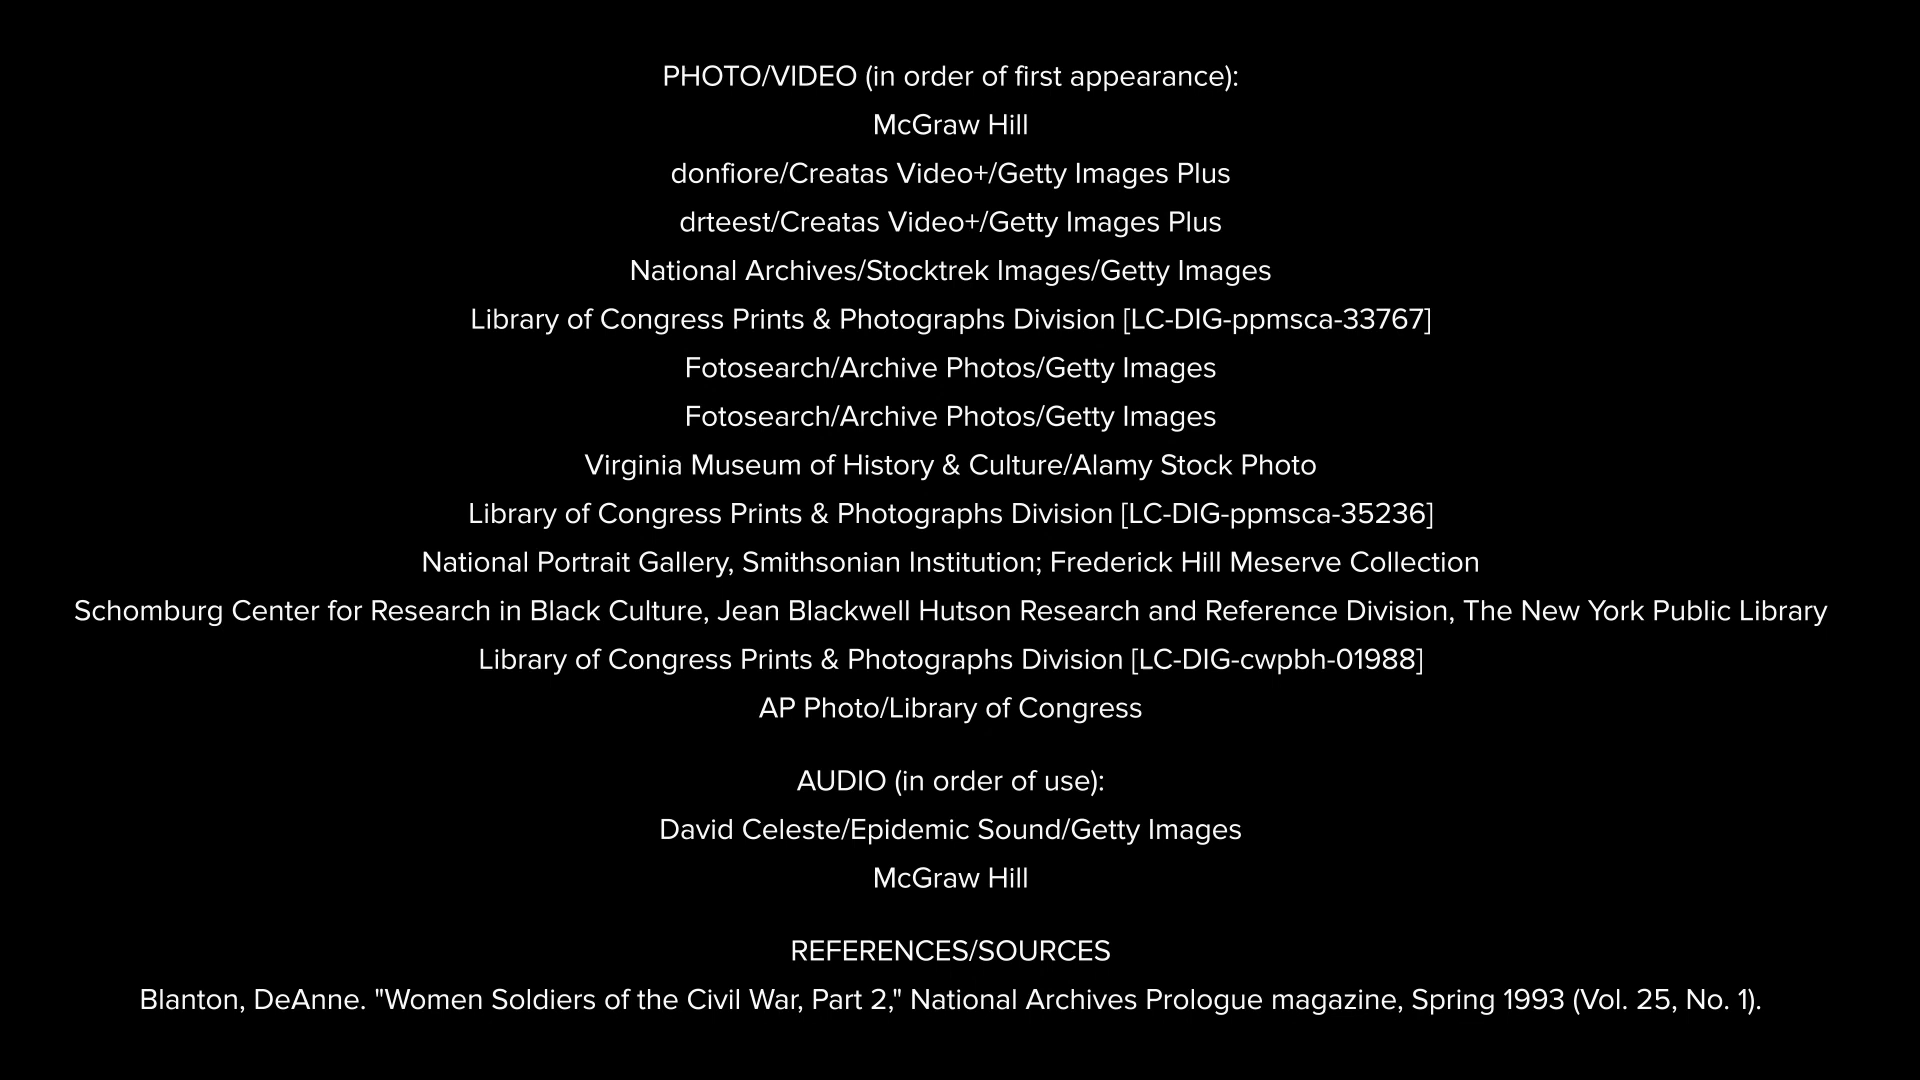 PHOTO/VIDEO (in order of first appearance):
McGraw Hill
donfiore/Creatas Video+/Getty Images Plus
drteest/Creatas Video+/Getty Images Plus
National Archives/Stocktrek Images/Getty Images
Library of Congress Prints & Photographs Division [LC-DIG-ppmsca-33767]
Fotosearch/Archive Photos/Getty Images
Fotosearch/Archive Photos/Getty Images
Virginia Museum of History & Culture/Alamy Stock Photo
Library of Congress Prints & Photographs Division [LC-DIG-ppmsca-35236]
National Portrait Gallery, Smithsonian Institution; Frederick Hill Meserve Collection
Schomburg Center for Research in Black Culture, Jean Blackwell Hutson Research and Reference Division, The New York Public Library
Library of Congress Prints & Photographs Division [LC-DIG-cwpbh-01988]
AP Photo/Library of Congress
AUDIO (in order of use):
David Celeste/Epidemic Sound/Getty Images
McGraw Hill
REFERENCES/SOURCES
Blanton, DeAnne. "Women Soldiers of the Civil War, Part 2," National Archives Prologue magazine, Spring 1993 (Vol. 25, No. 1).